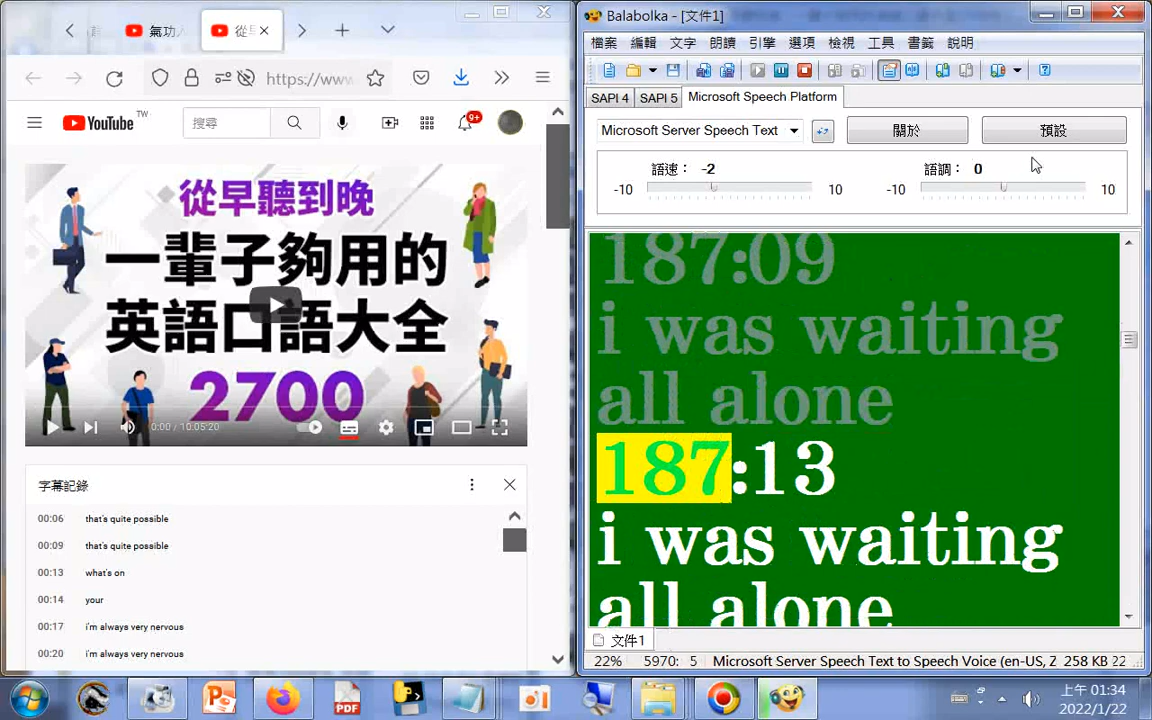 氣功人
從
https://www
YouTube TW
搜尋
9+
從早聽到晚
一輩子夠用的
英語口語大全
2700
0:00 / 10:05:20
字幕記錄
00:06 that's quite possible
00:09 that's quite possible
00:13 what's on
00:14 your
00:17 i'm always very nervous
00:20 i'm always very nervous
Balabolka - [文件1]
檔案 編輯 文字 朗讀 引擎 選項 檢視 工具 書籤 說明
SAPI 4 SAPI 5 Microsoft Speech Platform
Microsoft Server Speech Text 關於 預設
語速： -2 語調： 0
-10 10 -10 10
187:09
i was waiting
all alone
187:13
i was waiting
all alone
文件1
22% 5970: 5 Microsoft Server Speech Text to Speech Voice (en-US, Z 258 KB 22
PDF
上午 01:34
2022/1/22